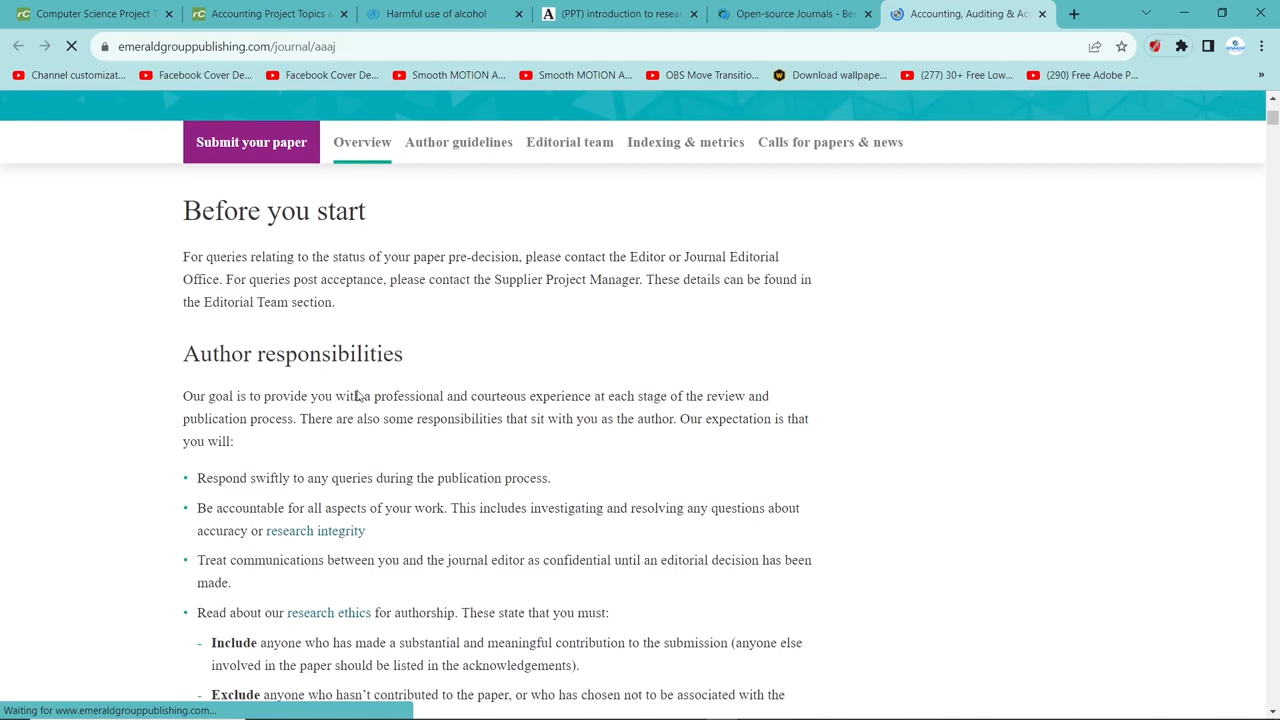 Computer Science Project T
Accounting Project Topics a
Harmful use of alcohol
(PPT) introduction to resea
Open-source Journals - Be
Accounting, Auditing & Ac
emeraldgrouppublishing.com/journal/aaaj
Channel customizat...
Facebook Cover De...
Facebook Cover De...
Smooth MOTION A...
Smooth MOTION A...
OBS Move Transitio...
Download wallpape...
(277) 30+ Free Low...
(290) Free Adobe P...
»
Submit your paper
Overview
Author guidelines
Editorial team
Indexing & metrics
Calls for papers & news
Before you start
For queries relating to the status of your paper pre-decision, please contact the Editor or Journal Editorial
Office. For queries post acceptance, please contact the Supplier Project Manager. These details can be found in
the Editorial Team section.
Author responsibilities
Our goal is to provide you with a professional and courteous experience at each stage of the review and
publication process. There are also some responsibilities that sit with you as the author. Our expectation is that
you will:
• Respond swiftly to any queries during the publication process.
• Be accountable for all aspects of your work. This includes investigating and resolving any questions about
accuracy or research integrity
• Treat communications between you and the journal editor as confidential until an editorial decision has been
made.
• Read about our research ethics for authorship. These state that you must:
- Include anyone who has made a substantial and meaningful contribution to the submission (anyone else
involved in the paper should be listed in the acknowledgements).
- Exclude anyone who hasn't contributed to the paper, or who has chosen not to be associated with the
Waiting for www.emeraldgrouppublishing.com...